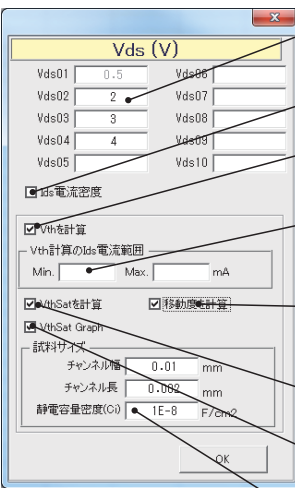 Vds (V)
Vds01 0.5 Vds06
Vds02 2 Vds07
Vds03 3 Vds08
Vds04 4 Vds09
Vds05 Vds10
Ids電流密度
Vthを計算
Vth計算のIds電流範囲
Min. Max. mA
VthSatを計算 移動度を計算
VthSat Graph
試料サイズ
チャンネル幅 0.01 mm
チャンネル長 0.002 mm
静電容量密度(Ci) 1E-8 F/cm2
OK